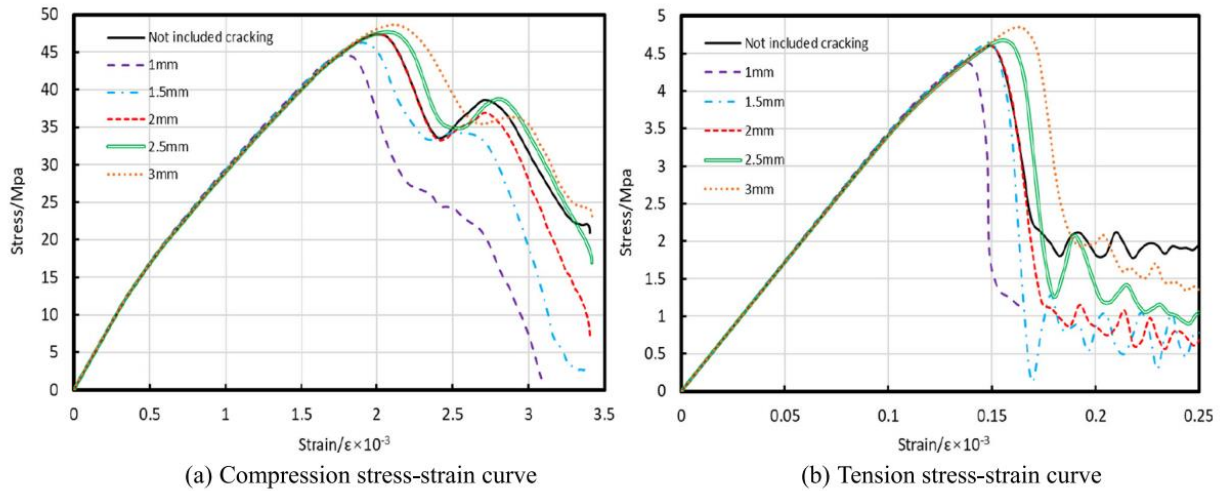 50
45
40
35
30
25
20
15
10
5
0
Stress/Mpa
Not included cracking
1mm
1.5mm
2mm
2.5mm
3mm
0 0.5 1 1.5 2 2.5 3 3.5
Strain/ε×10⁻³
(a) Compression stress-strain curve
5
4.5
4
3.5
3
2.5
2
1.5
1
0.5
0
Stress/Mpa
Not included cracking
1mm
1.5mm
2mm
2.5mm
3mm
0 0.05 0.1 0.15 0.2 0.25
Strain/ε×10⁻³
(b) Tension stress-strain curve